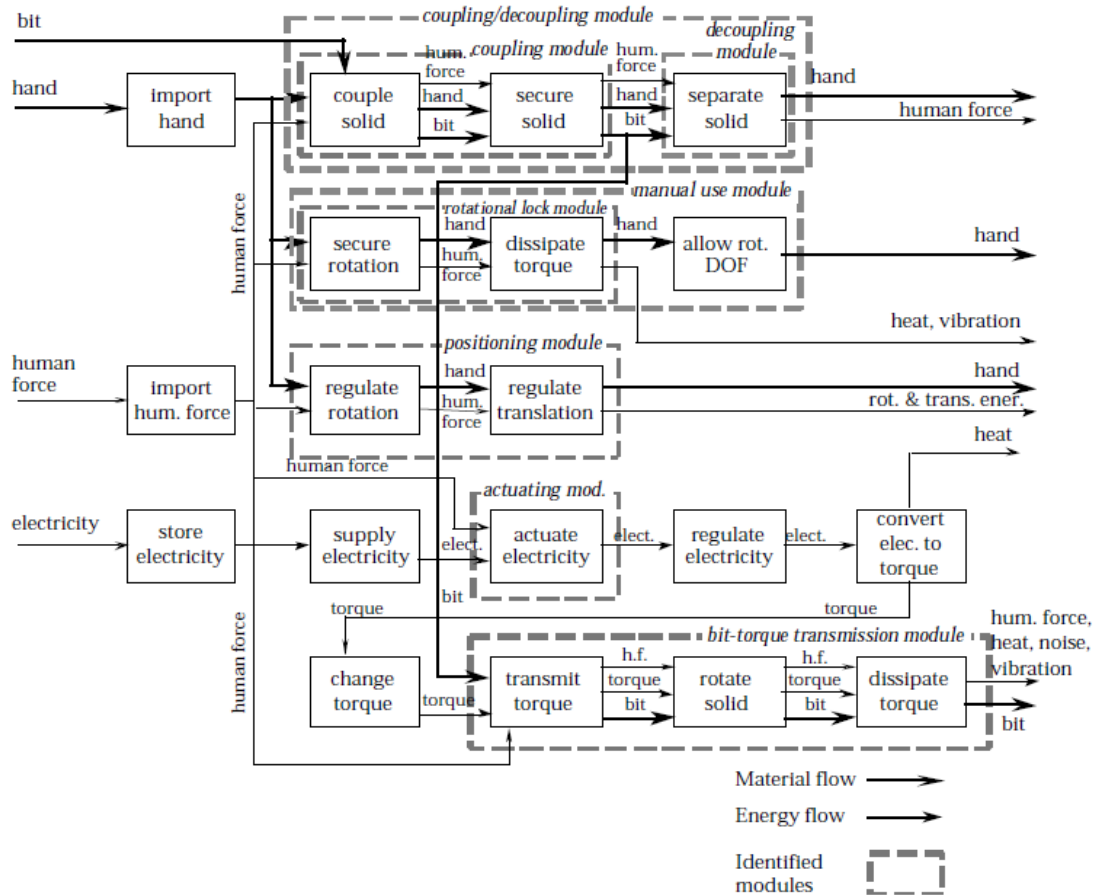 coupling/decoupling module
bit
decoupling
module
coupling module
hum.
force
hum.
force
hand
import
hand
couple
solid
hand
bit
secure
solid
hand
bit
separate
solid
hand
human force
manual use module
rotational lock module
human force
secure
rotation
hand
hum.
force
dissipate
torque
hand
allow rot.
DOF
hand
heat, vibration
positioning module
human
force
import
hum. force
regulate
rotation
hand
hum.
force
regulate
translation
hand
rot. & trans. ener.
heat
human force
actuating mod.
electricity
store
electricity
supply
electricity
elect.
actuate
electricity
elect.
regulate
electricity
elect.
convert
elec. to
torque
bit
torque
torque
human force
bit-torque transmission module
hum. force,
heat, noise,
vibration
change
torque
torque
transmit
torque
h.f.
torque
bit
rotate
solid
h.f.
torque
bit
dissipate
torque
bit
Material flow
Energy flow
Identified
modules